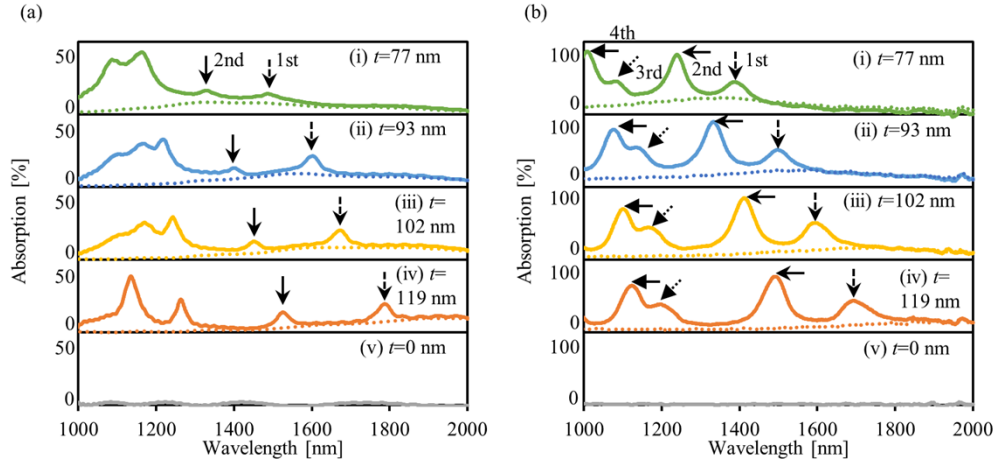 (a)
Absorption [%]
50
0
2nd
1st
(i) t=77 nm
50
0
(ii) t=93 nm
50
0
(iii) t=
102 nm
50
0
(iv) t=
119 nm
50
0
(v) t=0 nm
1000 1200 1400 1600 1800 2000
Wavelength [nm]
(b)
Absorption [%]
100
0
4th
3rd
2nd
1st
(i) t=77 nm
100
0
(ii) t=93 nm
100
0
(iii) t=102 nm
100
0
(iv) t=
119 nm
100
0
(v) t=0 nm
1000 1200 1400 1600 1800 2000
Wavelength [nm]